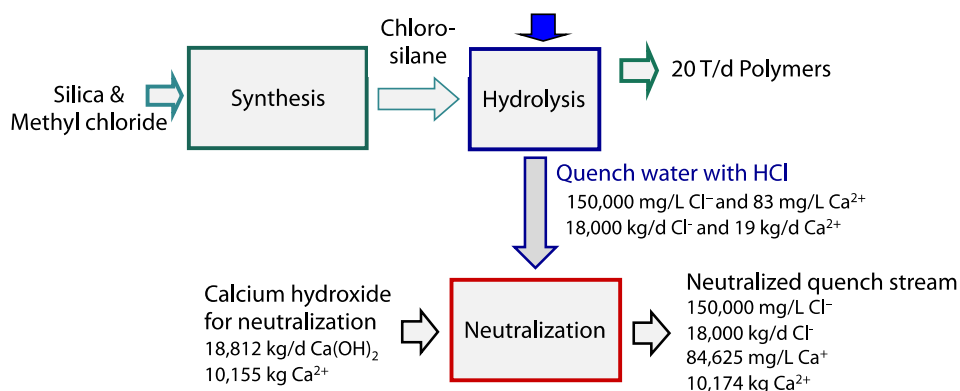 Chloro-
silane
Silica &
Methyl chloride
Synthesis
Hydrolysis
20 T/d Polymers
Quench water with HCl
150,000 mg/L Cl⁻ and 83 mg/L Ca²⁺
18,000 kg/d Cl⁻ and 19 kg/d Ca²⁺
Calcium hydroxide
for neutralization
18,812 kg/d Ca(OH)₂
10,155 kg Ca²⁺
Neutralization
Neutralized quench stream
150,000 mg/L Cl⁻
18,000 kg/d Cl⁻
84,625 mg/L Ca⁺
10,174 kg Ca²⁺